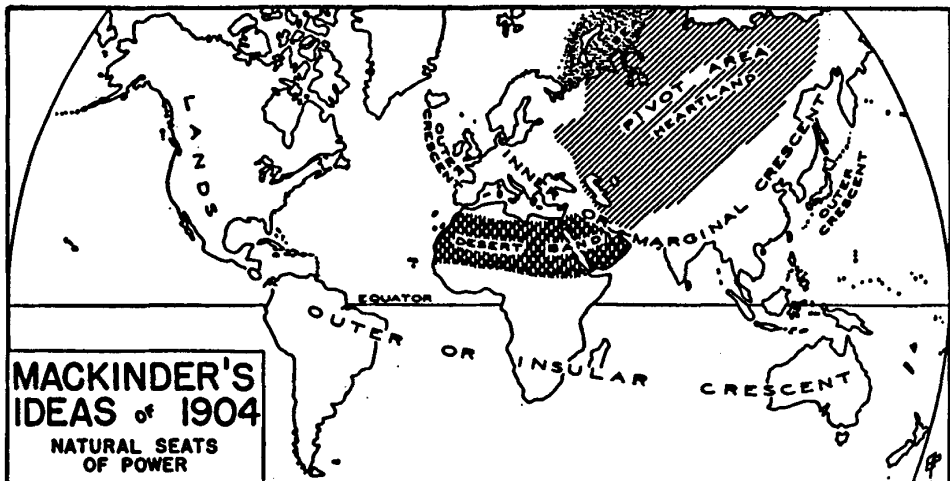 LANDS
OUTER
CRESCENT
PIVOT AREA
HEARTLAND
INNER OR MARGINAL CRESCENT
OUTER
CRESCENT
DESERT BAND
EQUATOR
OUTER OR INSULAR CRESCENT
MACKINDER'S
IDEAS OF 1904
NATURAL SEATS
OF POWER